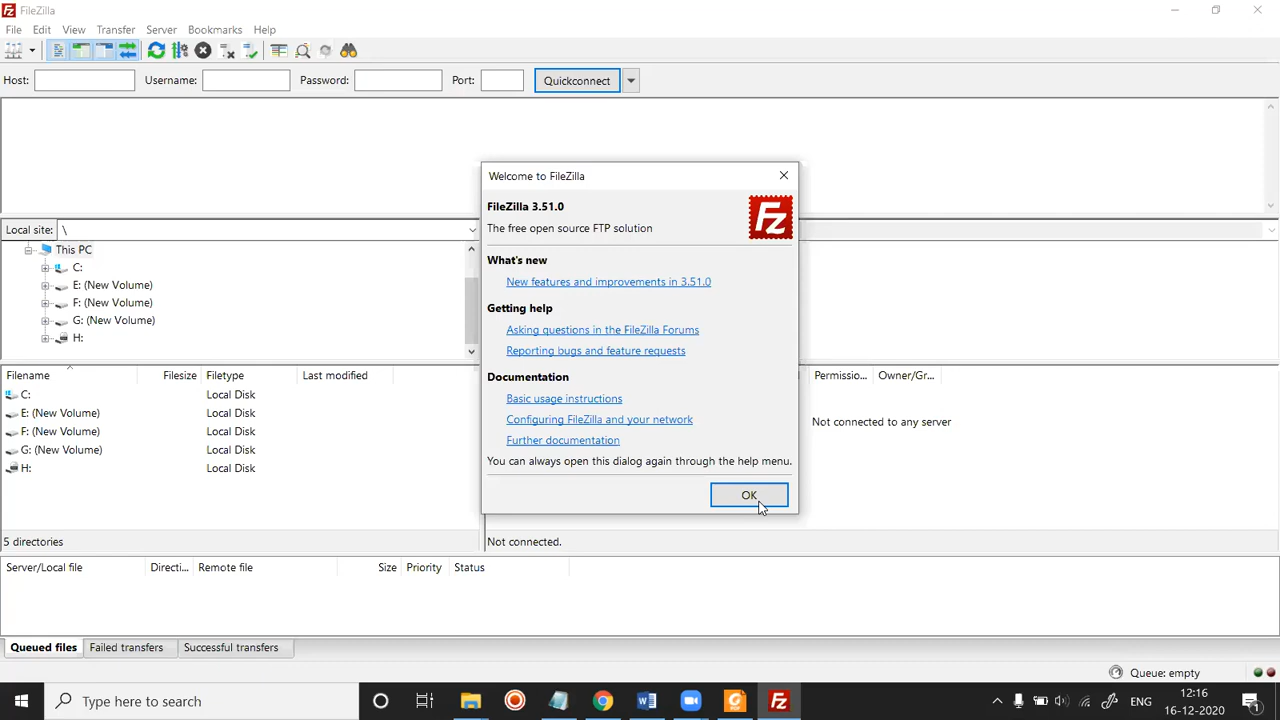 FileZilla
File Edit View Transfer Server Bookmarks Help
Host: Username: Password: Port: Quickconnect
Welcome to FileZilla
FileZilla 3.51.0
The free open source FTP solution
Fz
What's new
New features and improvements in 3.51.0
Getting help
Asking questions in the FileZilla Forums
Reporting bugs and feature requests
Documentation
Basic usage instructions
Configuring FileZilla and your network
Further documentation
You can always open this dialog again through the help menu.
OK
Local site: \
This PC
C:
E: (New Volume)
F: (New Volume)
G: (New Volume)
H:
Filename Filesize Filetype Last modified
C: Local Disk
E: (New Volume) Local Disk
F: (New Volume) Local Disk
G: (New Volume) Local Disk
H: Local Disk
5 directories
Permissio... Owner/Gr...
Not connected to any server
Not connected.
Server/Local file Directi... Remote file Size Priority Status
Queued files Failed transfers Successful transfers
Queue: empty
Type here to search
ENG
12:16
16-12-2020
1